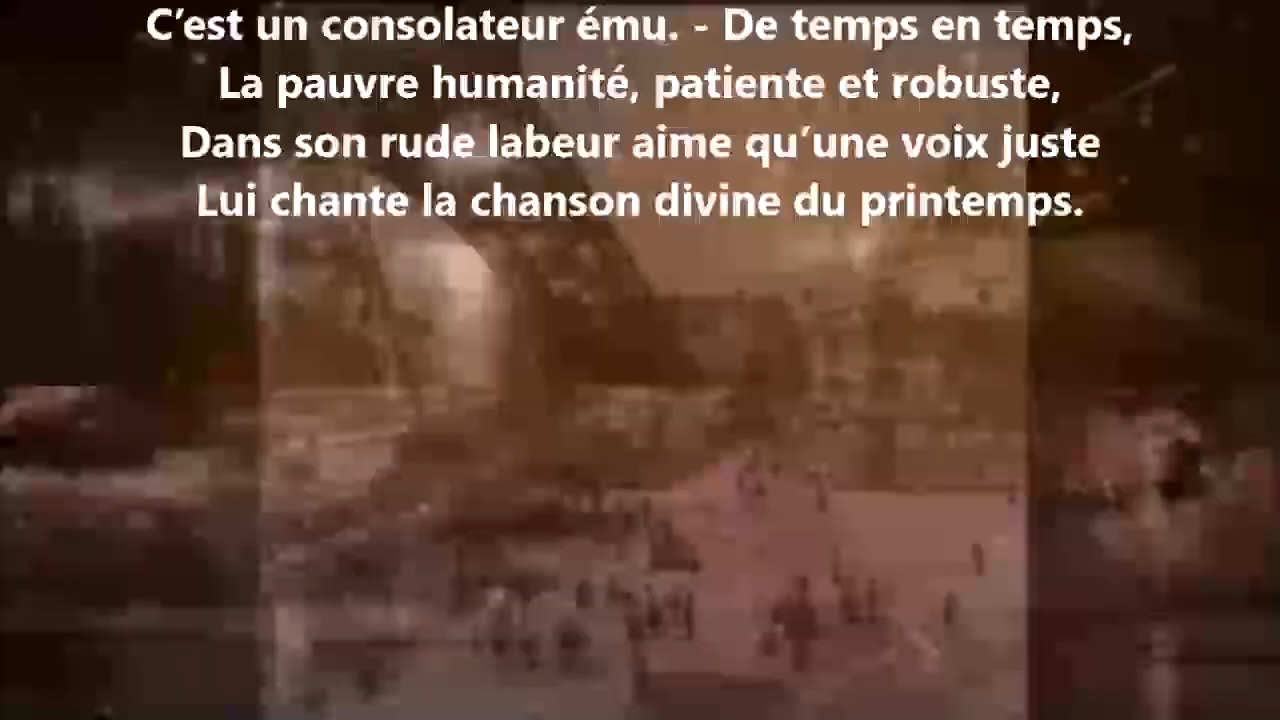 C’est un consolateur ému. - De temps en temps,
La pauvre humanité, patiente et robuste,
Dans son rude labeur aime qu’une voix juste
Lui chante la chanson divine du printemps.